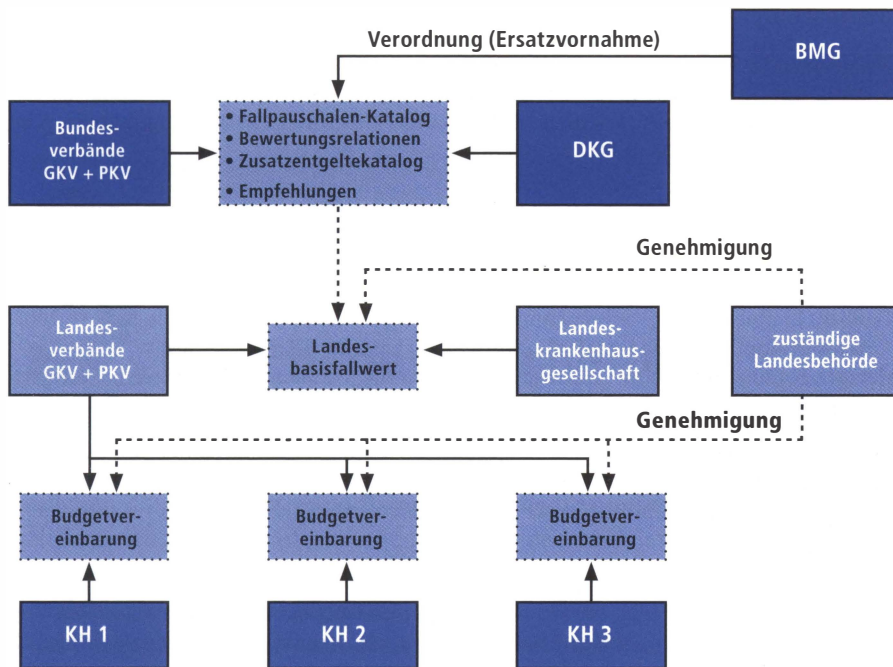 Verordnung (Ersatzvornahme)
BMG
Bundes-
verbände
GKV + PKV
• Fallpauschalen-Katalog
• Bewertungsrelationen
• Zusatzentgeltekatalog
• Empfehlungen
DKG
Genehmigung
Landes-
verbände
GKV + PKV
Landes-
basisfallwert
Landes-
krankenhaus-
gesellschaft
zuständige
Landesbehörde
Genehmigung
Budgetver-
einbarung
Budgetver-
einbarung
Budgetver-
einbarung
KH 1
KH 2
KH 3